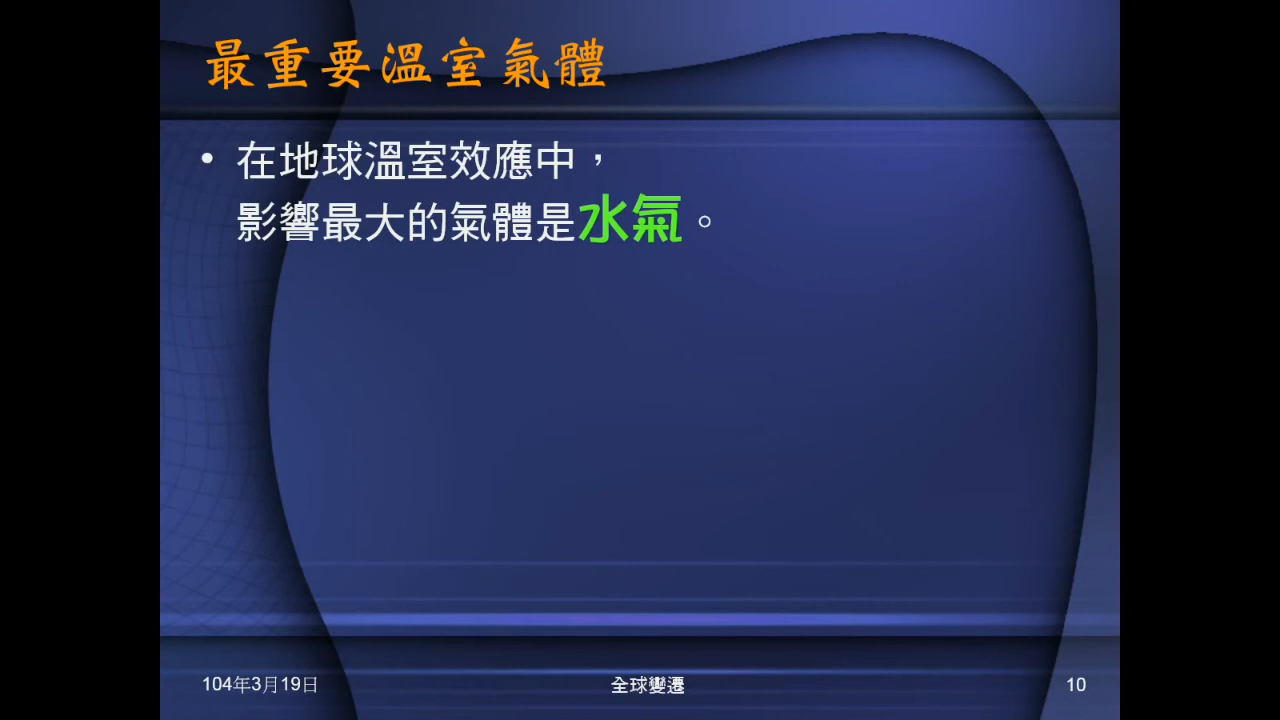 最重要溫室氣體
• 在地球溫室效應中，
影響最大的氣體是水氣。
104年3月19日
全球變遷
10